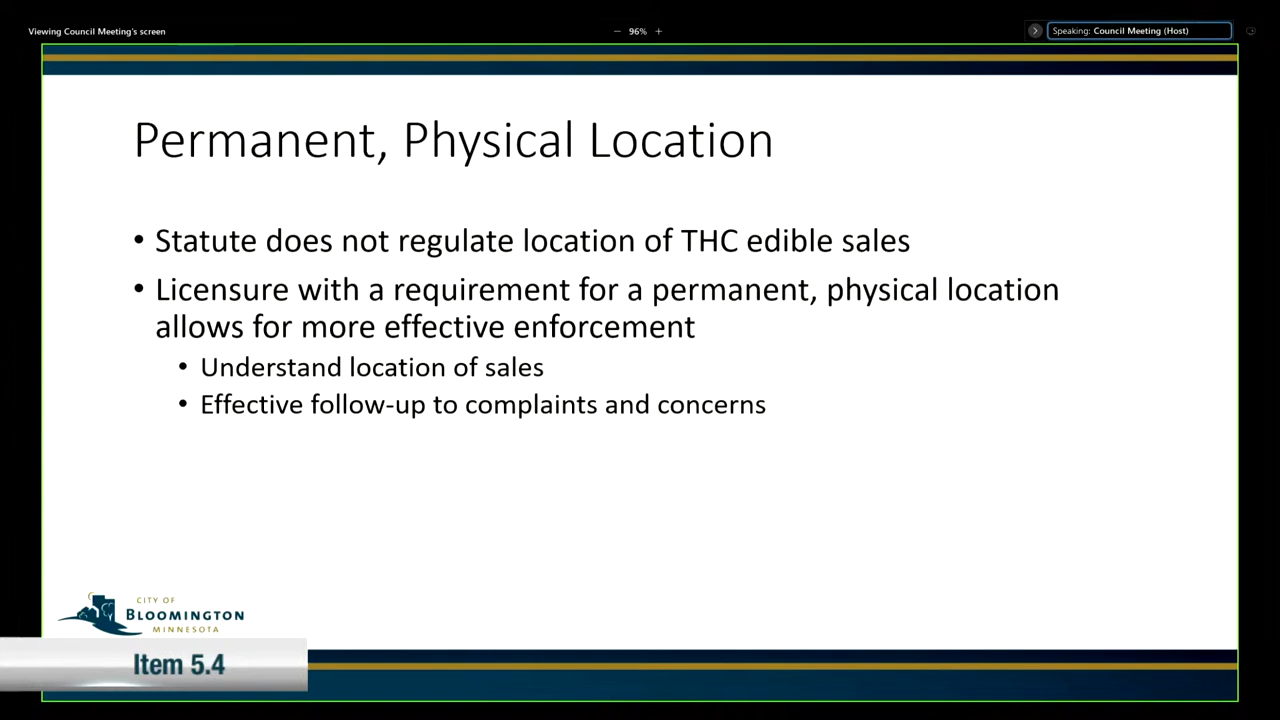 Viewing Council Meeting's screen
− 96% +
Speaking: Council Meeting (Host)
Permanent, Physical Location
• Statute does not regulate location of THC edible sales
• Licensure with a requirement for a permanent, physical location
allows for more effective enforcement
• Understand location of sales
• Effective follow-up to complaints and concerns
CITY OF
BLOOMINGTON
MINNESOTA
Item 5.4